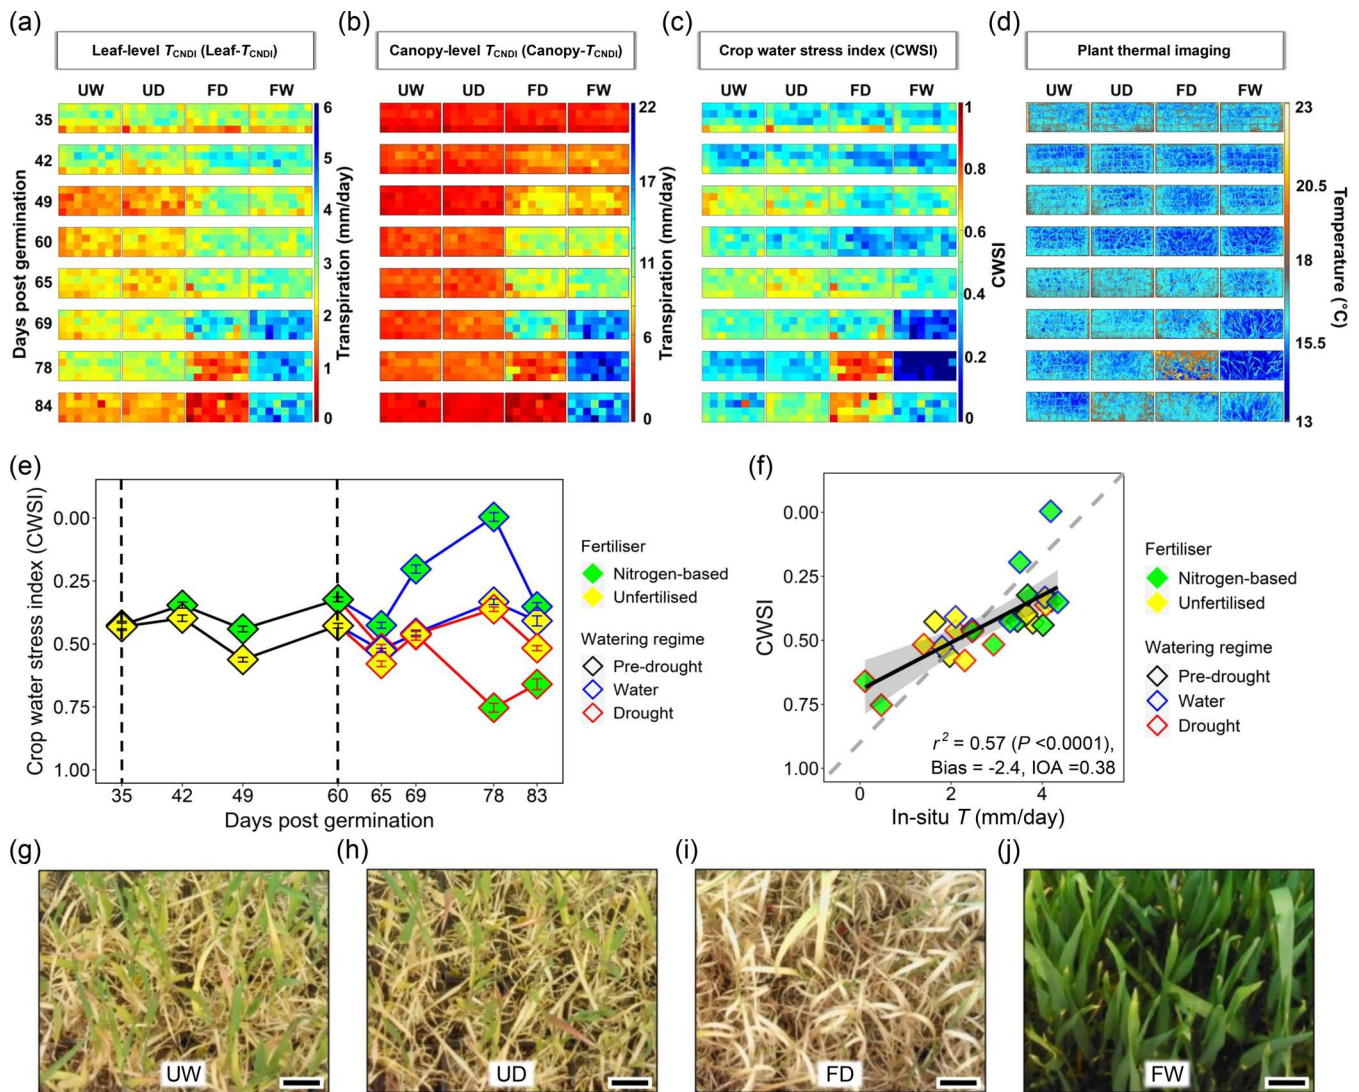 (a)
(b)
(c)
(d)
Leaf-level TCNDI (Leaf-TCNDI)
Canopy-level TCNDI (Canopy-TCNDI)
Crop water stress index (CWSI)
Plant thermal imaging
UW UD FD FW
UW UD FD FW
UW UD FD FW
UW UD FD FW
Days post germination
35
42
49
60
65
69
78
84
6
5
4
3
2
1
0
Transpiration (mm/day)
22
17
11
6
0
Transpiration (mm/day)
1
0.8
0.6
0.4
0.2
0
CWSI
23
20.5
18
15.5
13
Temperature (°C)
(e)
Crop water stress index (CWSI)
0.00
0.25
0.50
0.75
1.00
35 42 49 60 65 69 78 83
Days post germination
Fertiliser
Nitrogen-based
Unfertilised
Watering regime
Pre-drought
Water
Drought
(f)
CWSI
0.00
0.25
0.50
0.75
1.00
r² = 0.57 (P <0.0001),
Bias = -2.4, IOA =0.38
0 2 4
In-situ T (mm/day)
Fertiliser
Nitrogen-based
Unfertilised
Watering regime
Pre-drought
Water
Drought
(g)
(h)
(i)
(j)
UW
UD
FD
FW